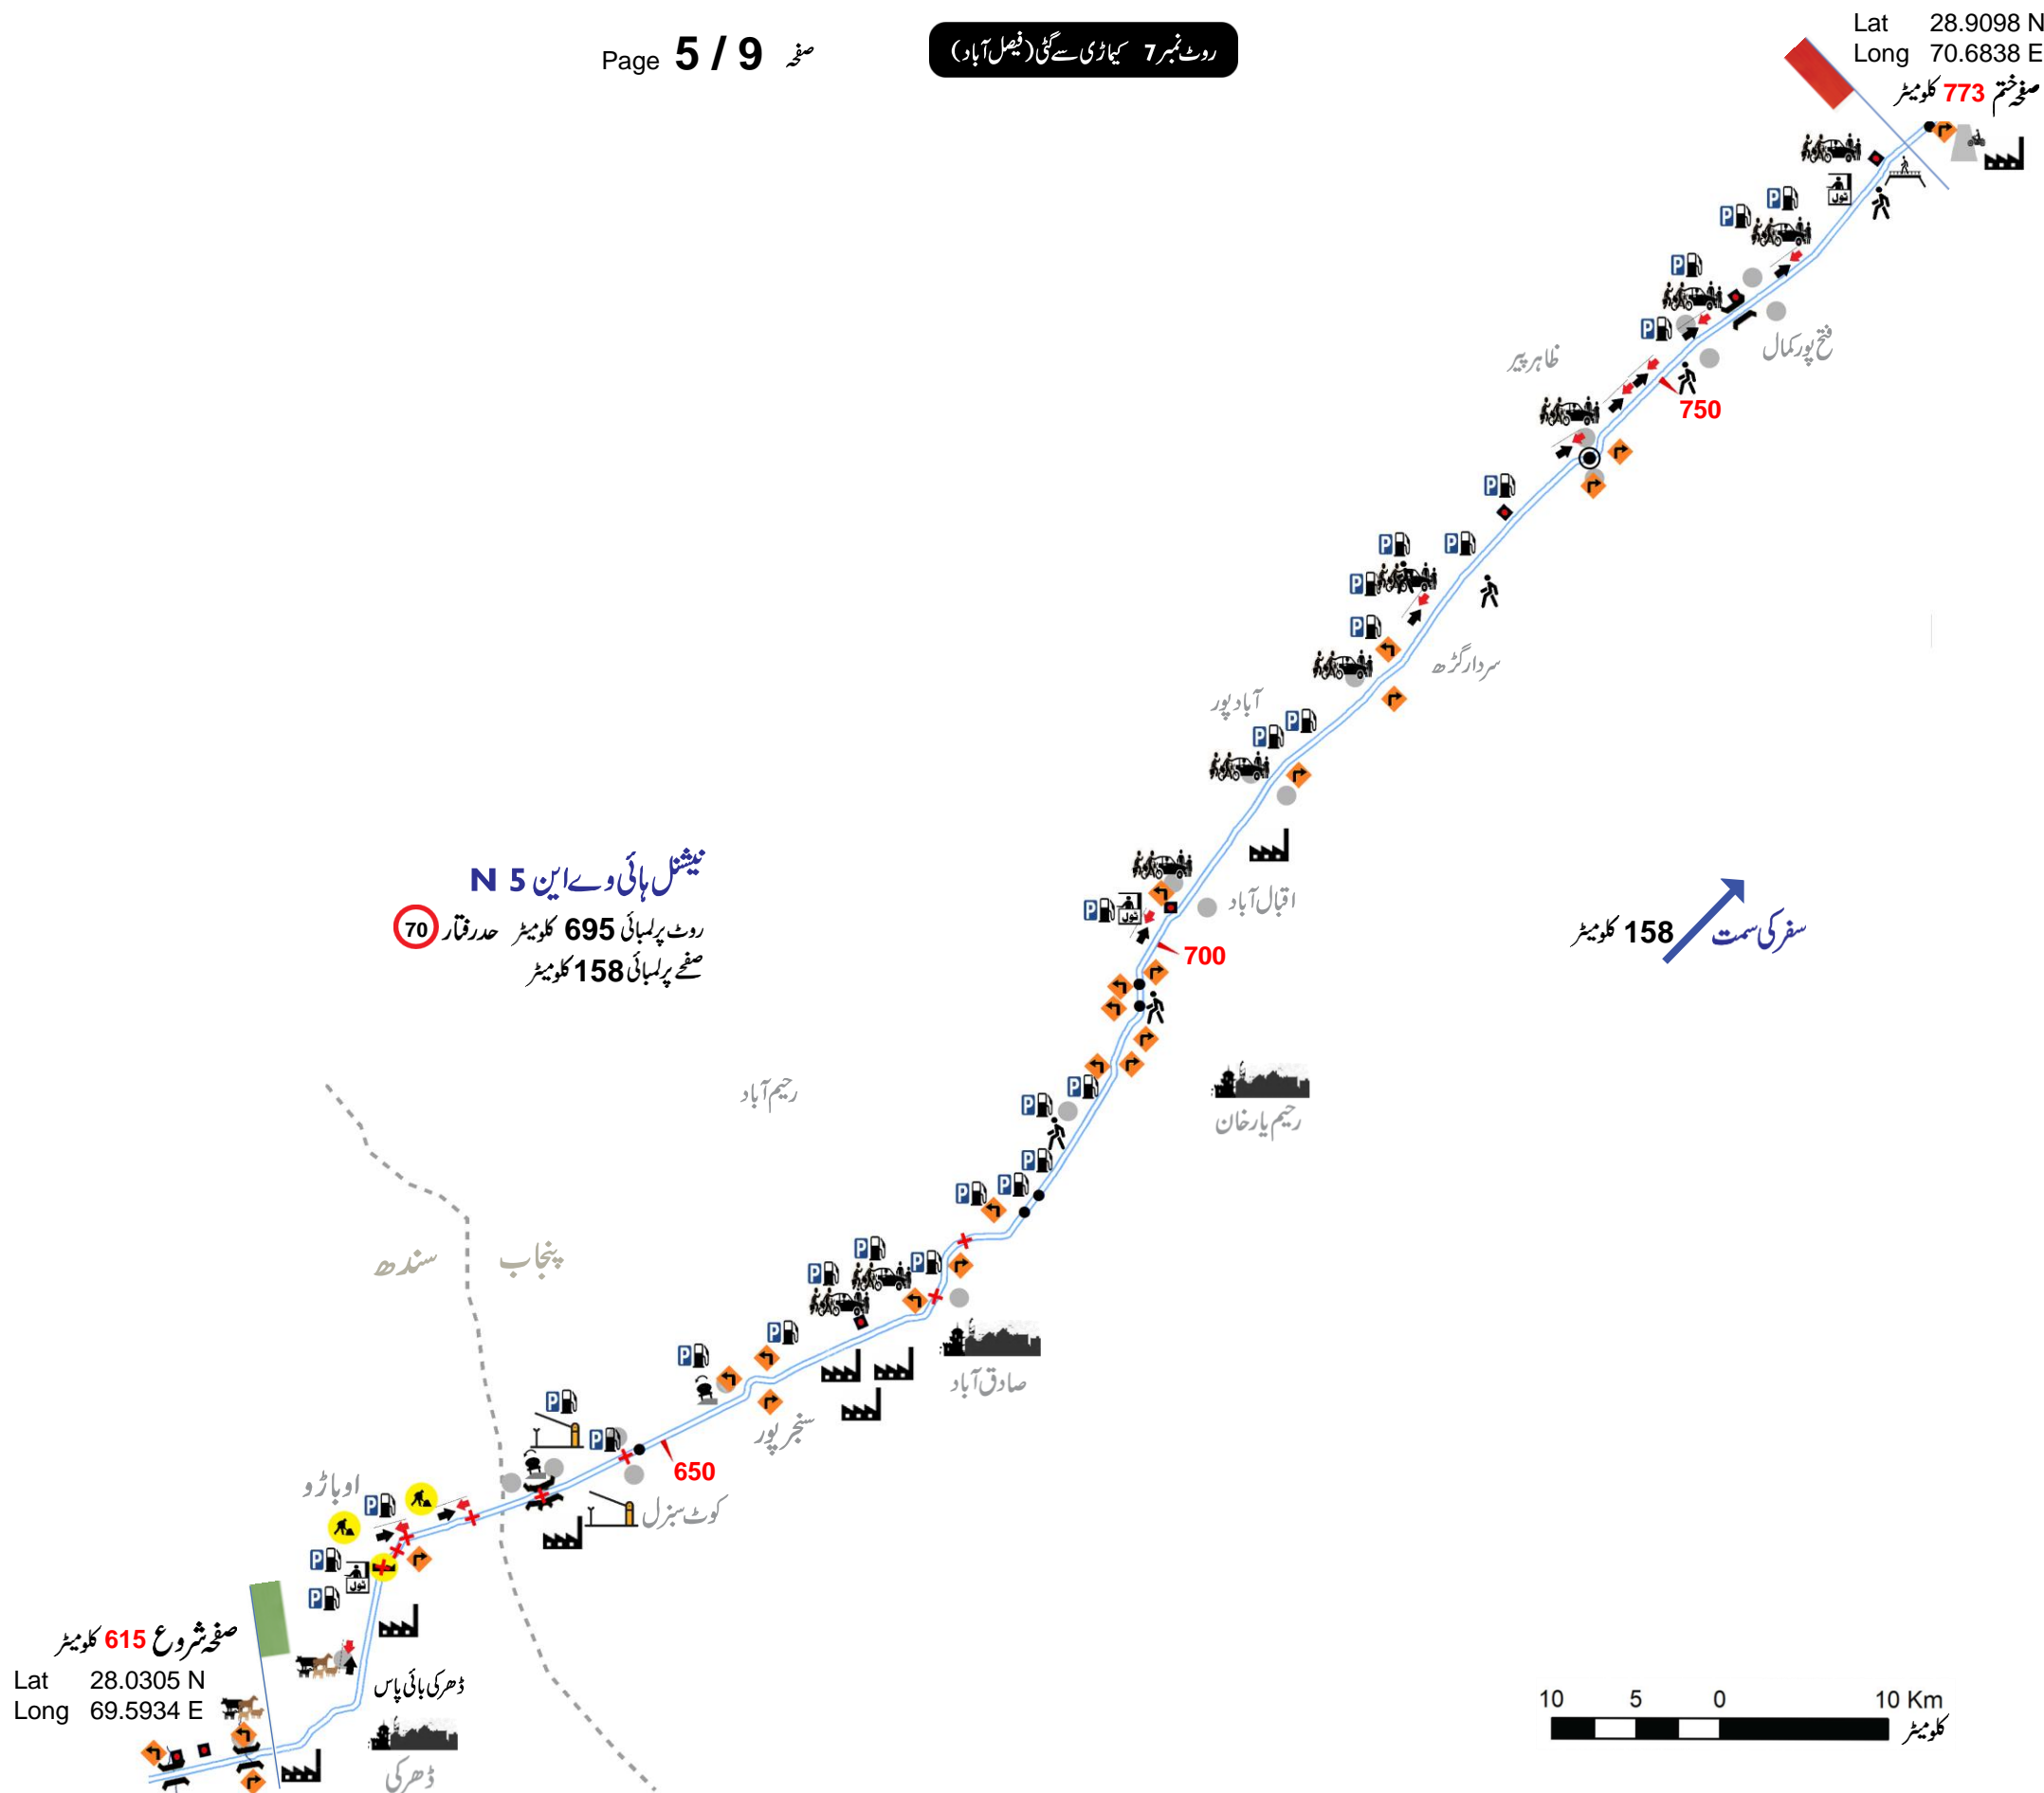 Page 5 / 9 صفحہ
روٹ نمبر 7 کیماڑی سے گٹی (فیصل آباد)
Lat 28.9098 N
Long 70.6838 E
صفحہ ختم 773 کلومیٹر
ٹول
فتح پور کمال
ظاہر پیر
750
سردار گڑھ
آباد پور
اقبال آباد
ٹول
700
نیشنل ہائی وے این N 5
روٹ پر لمبائی 695 کلومیٹر حد رفتار 70
صفحے پر لمبائی 158 کلومیٹر
سفر کی سمت 158 کلومیٹر
رحیم آباد
رحیم یار خان
سندھ
پنجاب
صادق آباد
سنجر پور
650
کوٹ سبزل
اوباڑو
ٹول
صفحہ شروع 615 کلومیٹر
Lat 28.0305 N
Long 69.5934 E
ڈھرکی بائی پاس
ڈھرکی
10 5 0 10 Km
کلومیٹر